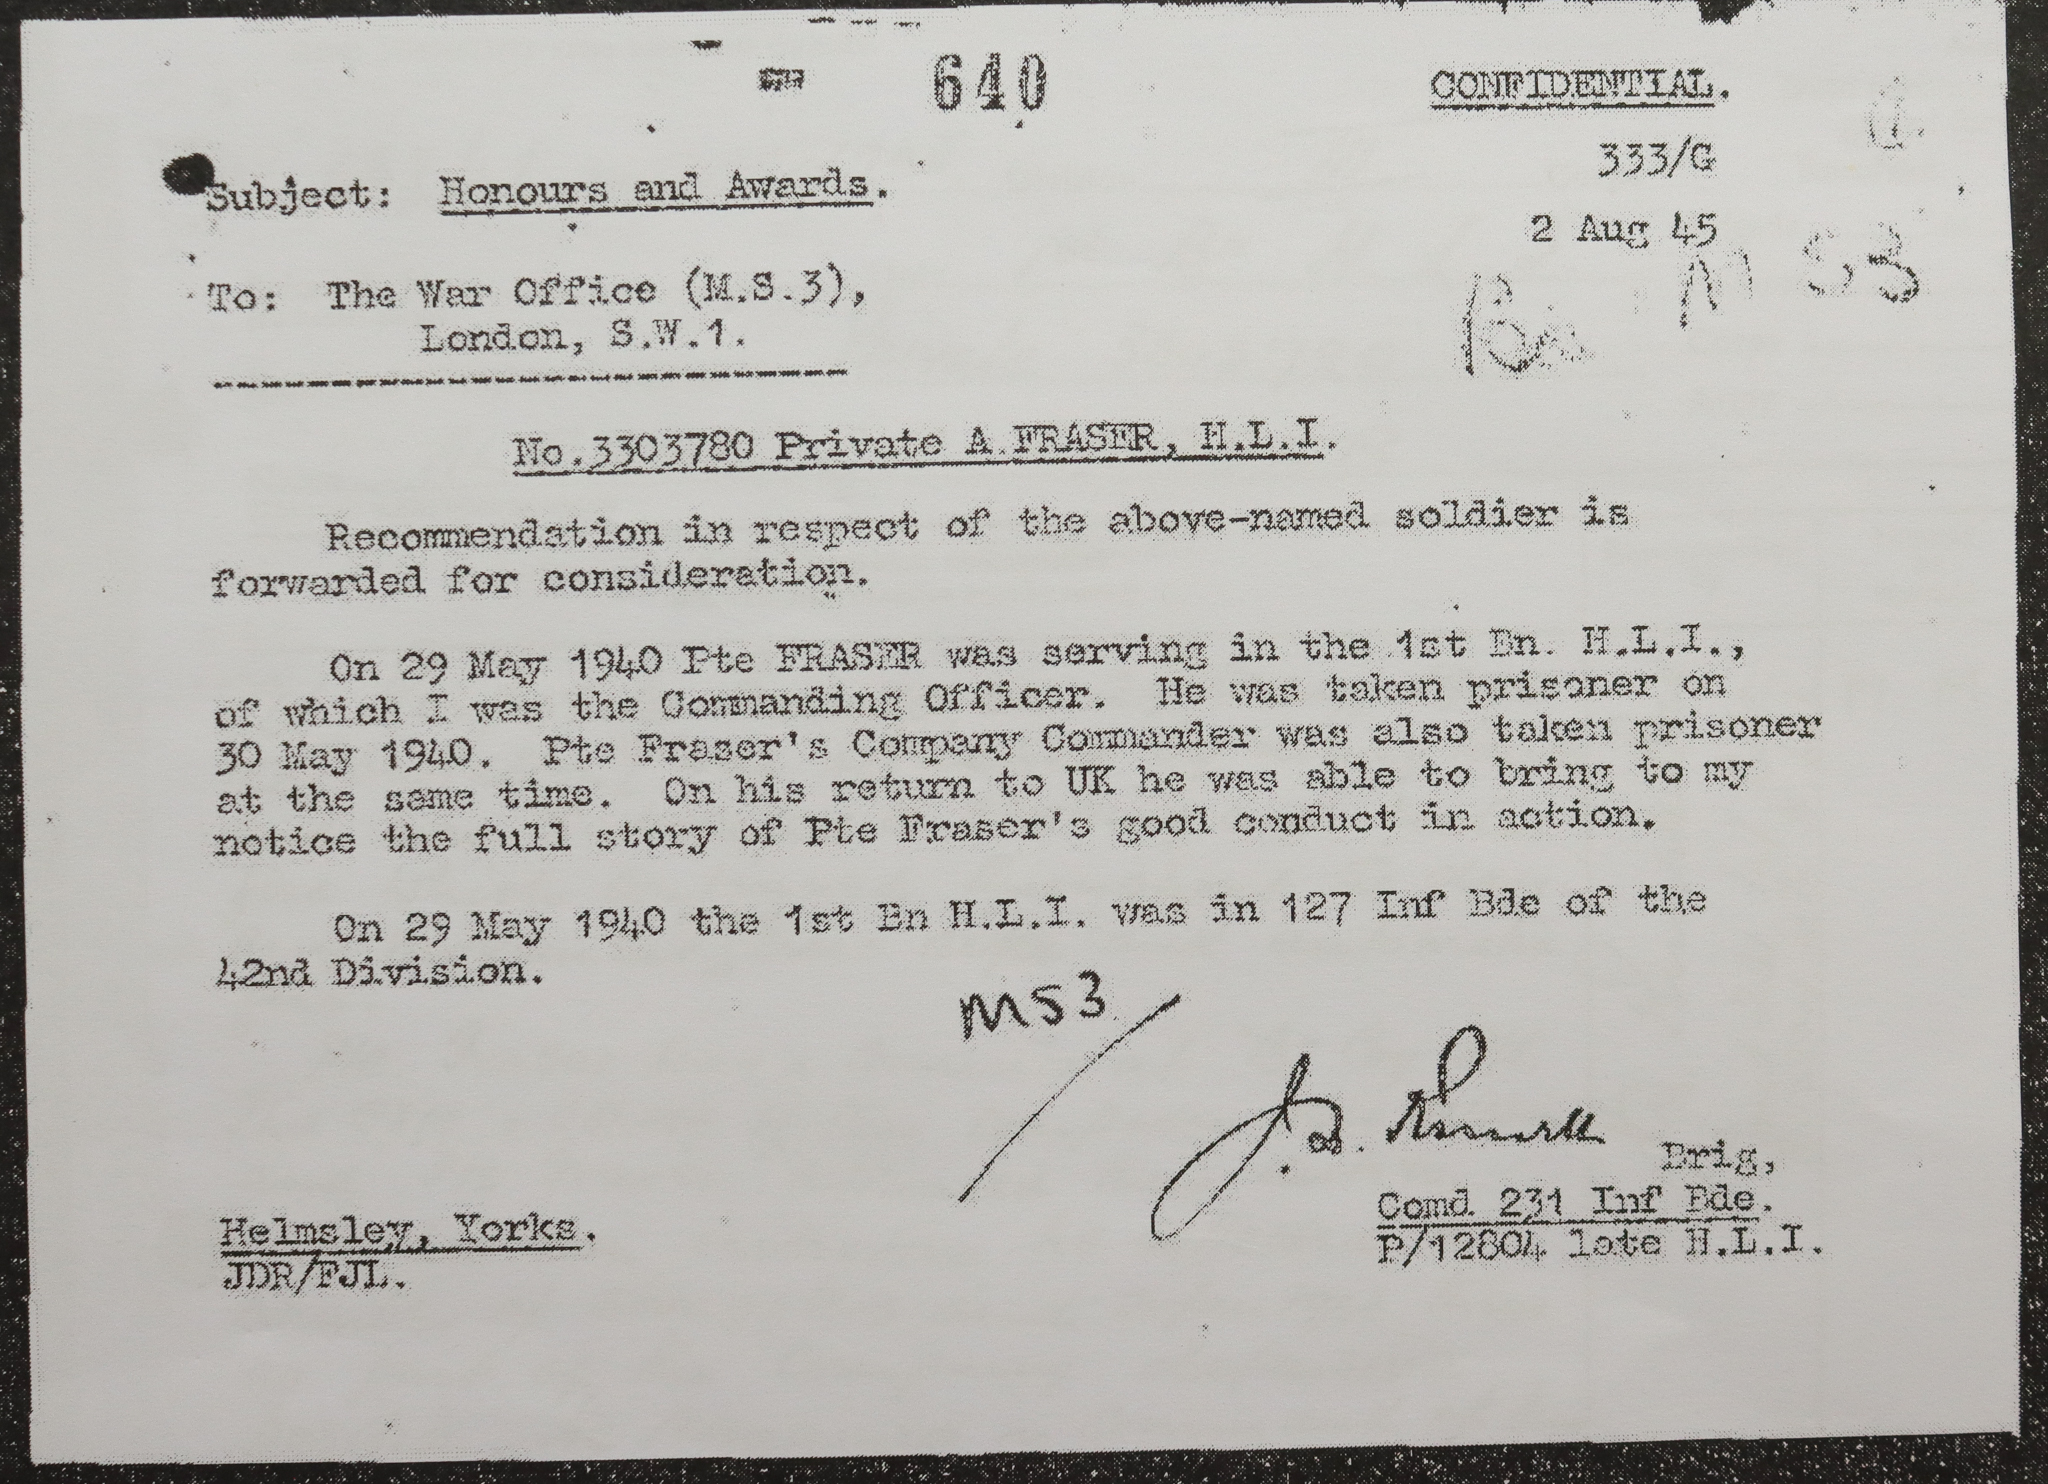 640
CONFIDENTIAL.
333/G
Subject: Honours and Awards.
2 Aug 45
M S 3
To: The War Office (M.S.3),
London, S.W.1.
No.3303780 Private A FRASER, H.L.I.
Recommendation in respect of the above-named soldier is
forwarded for consideration.
On 29 May 1940 Pte FRASER was serving in the 1st Bn. H.L.I.,
of which I was the Commanding Officer. He was taken prisoner on
30 May 1940. Pte Fraser's Company Commander was also taken prisoner
at the same time. On his return to UK he was able to bring to my
notice the full story of Pte Fraser's good conduct in action.
On 29 May 1940 the 1st Bn H.L.I. was in 127 Inf Bde of the
42nd Division.
MS3
J. D.
Brig,
Comd 231 Inf Bde.
P/12804 late H.L.I.
Helmsley, Yorks.
JDR/FJL.